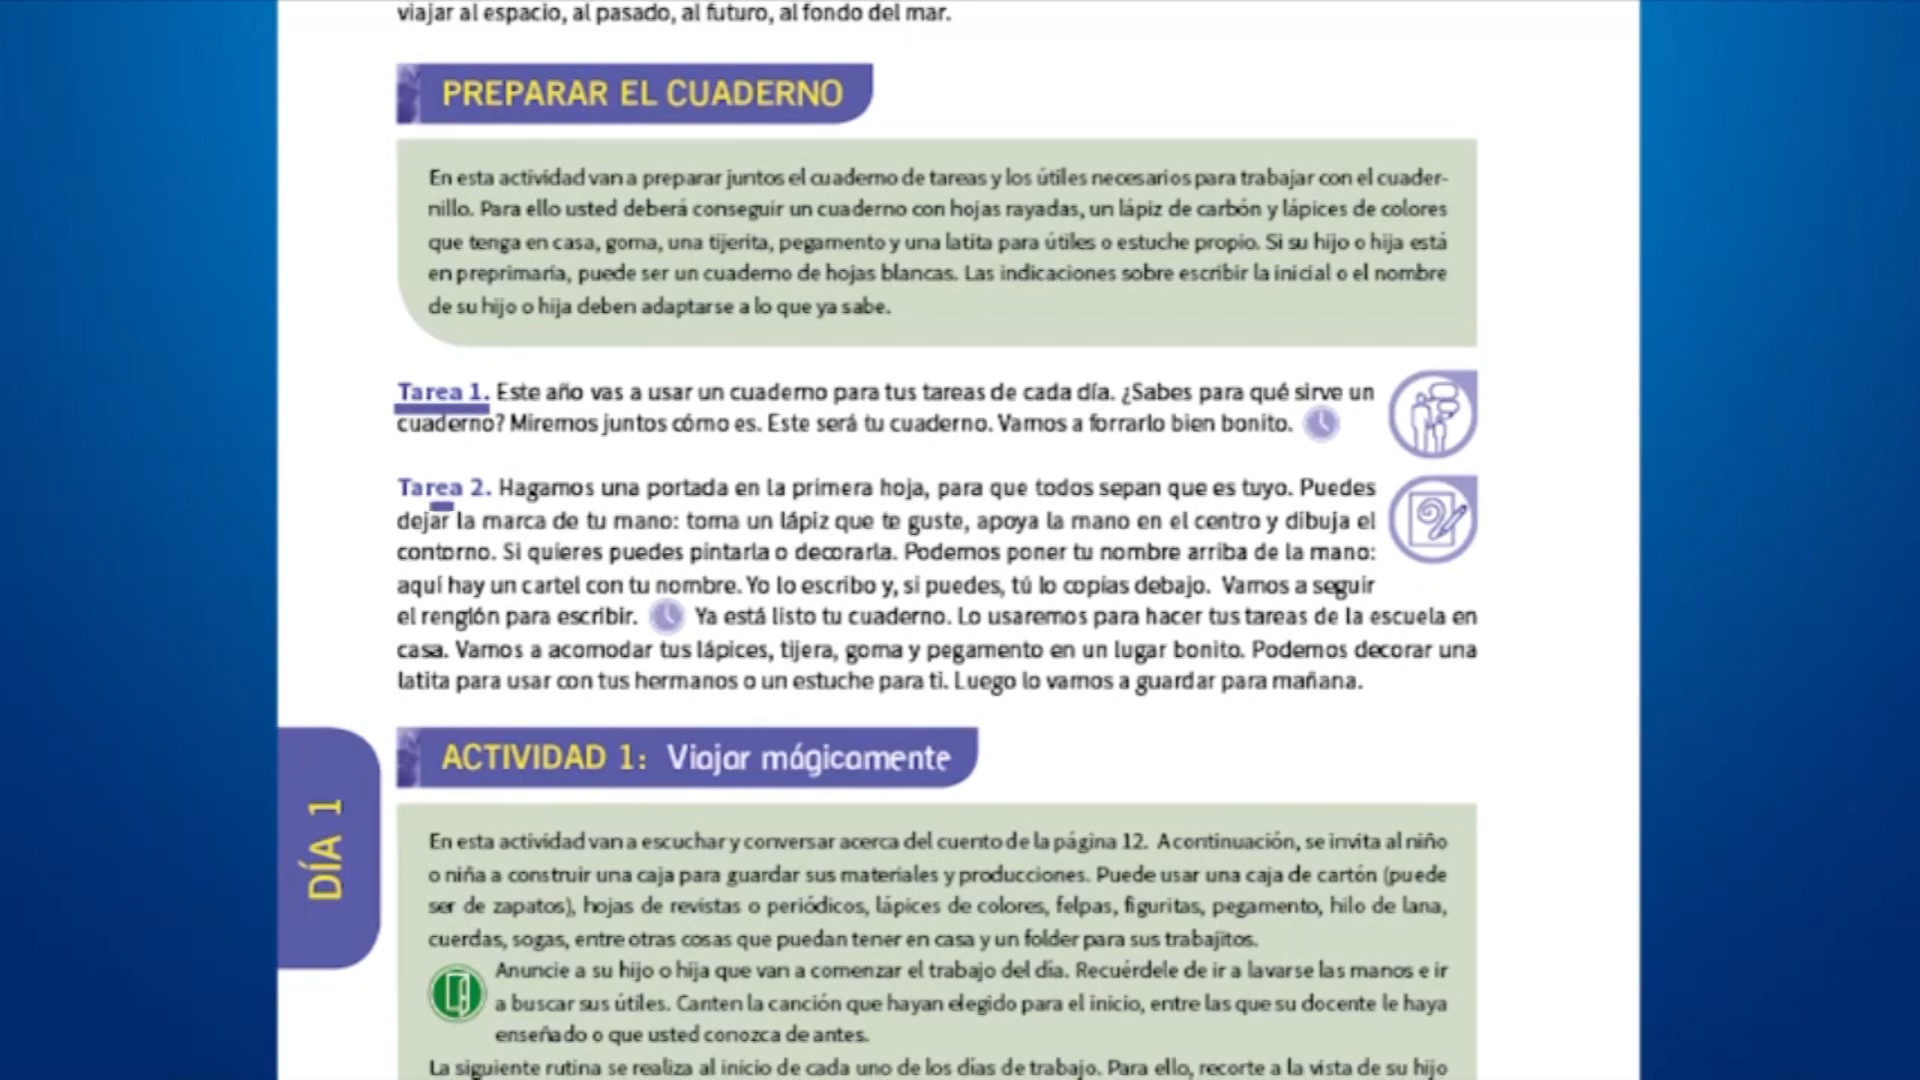 viajar al espacio, al pasado, al futuro, al fondo del mar.
PREPARAR EL CUADERNO
En esta actividad van a preparar juntos el cuaderno de tareas y los útiles necesarios para trabajar con el cuader-
nillo. Para ello usted deberá conseguir un cuaderno con hojas rayadas, un lápiz de carbón y lápices de colores
que tenga en casa, goma, una tijerita, pegamento y una latita para útiles o estuche propio. Si su hijo o hija está
en preprimaria, puede ser un cuaderno de hojas blancas. Las indicaciones sobre escribir la inicial o el nombre
de su hijo o hija deben adaptarse a lo que ya sabe.
Tarea 1. Este año vas a usar un cuaderno para tus tareas de cada día. ¿Sabes para qué sirve un
cuaderno? Miremos juntos cómo es. Este será tu cuaderno. Vamos a forrarlo bien bonito.
Tarea 2. Hagamos una portada en la primera hoja, para que todos sepan que es tuyo. Puedes
dejar la marca de tu mano: toma un lápiz que te guste, apoya la mano en el centro y dibuja el
contorno. Si quieres puedes pintarla o decorarla. Podemos poner tu nombre arriba de la mano:
aquí hay un cartel con tu nombre. Yo lo escribo y, si puedes, tú lo copias debajo. Vamos a seguir
el renglón para escribir. Ya está listo tu cuaderno. Lo usaremos para hacer tus tareas de la escuela en
casa. Vamos a acomodar tus lápices, tijera, goma y pegamento en un lugar bonito. Podemos decorar una
latita para usar con tus hermanos o un estuche para ti. Luego lo vamos a guardar para mañana.
DÍA 1
ACTIVIDAD 1: Viajar mágicamente
En esta actividad van a escuchar y conversar acerca del cuento de la página 12. A continuación, se invita al niño
o niña a construir una caja para guardar sus materiales y producciones. Puede usar una caja de cartón (puede
ser de zapatos), hojas de revistas o periódicos, lápices de colores, felpas, figuritas, pegamento, hilo de lana,
cuerdas, sogas, entre otras cosas que puedan tener en casa y un folder para sus trabajitos.
Anuncie a su hijo o hija que van a comenzar el trabajo del día. Recuérdele de ir a lavarse las manos e ir
a buscar sus útiles. Canten la canción que hayan elegido para el inicio, entre las que su docente le haya
enseñado o que usted conozca de antes.
La siguiente rutina se realiza al inicio de cada uno de los días de trabajo. Para ello, recorte a la vista de su hijo